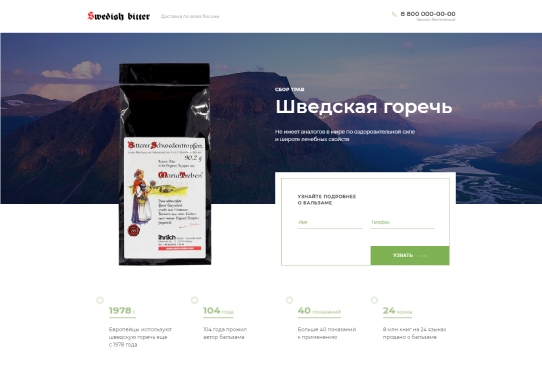 Swedish bitter
Доставка по всей России
8 800 000-00-00
Звонок бесплатный
СБОР ТРАВ
Шведская горечь
Не имеет аналогов в мире по оздоровительной силе
и широте лечебных свойств
Bitterer Schwedentropfen
90,2 g
Maria Treben
Ihrlich
УЗНАЙТЕ ПОДРОБНЕЕ
О БАЛЬЗАМЕ
Имя
Телефон
УЗНАТЬ
1978 г.
Европейцы используют
шведскую горечь еще
с 1978 года
104 года
104 года прожил
автор бальзама
40 показаний
Больше 40 показаний
к применению
24 языка
8 млн книг на 24 языках
продано о бальзаме